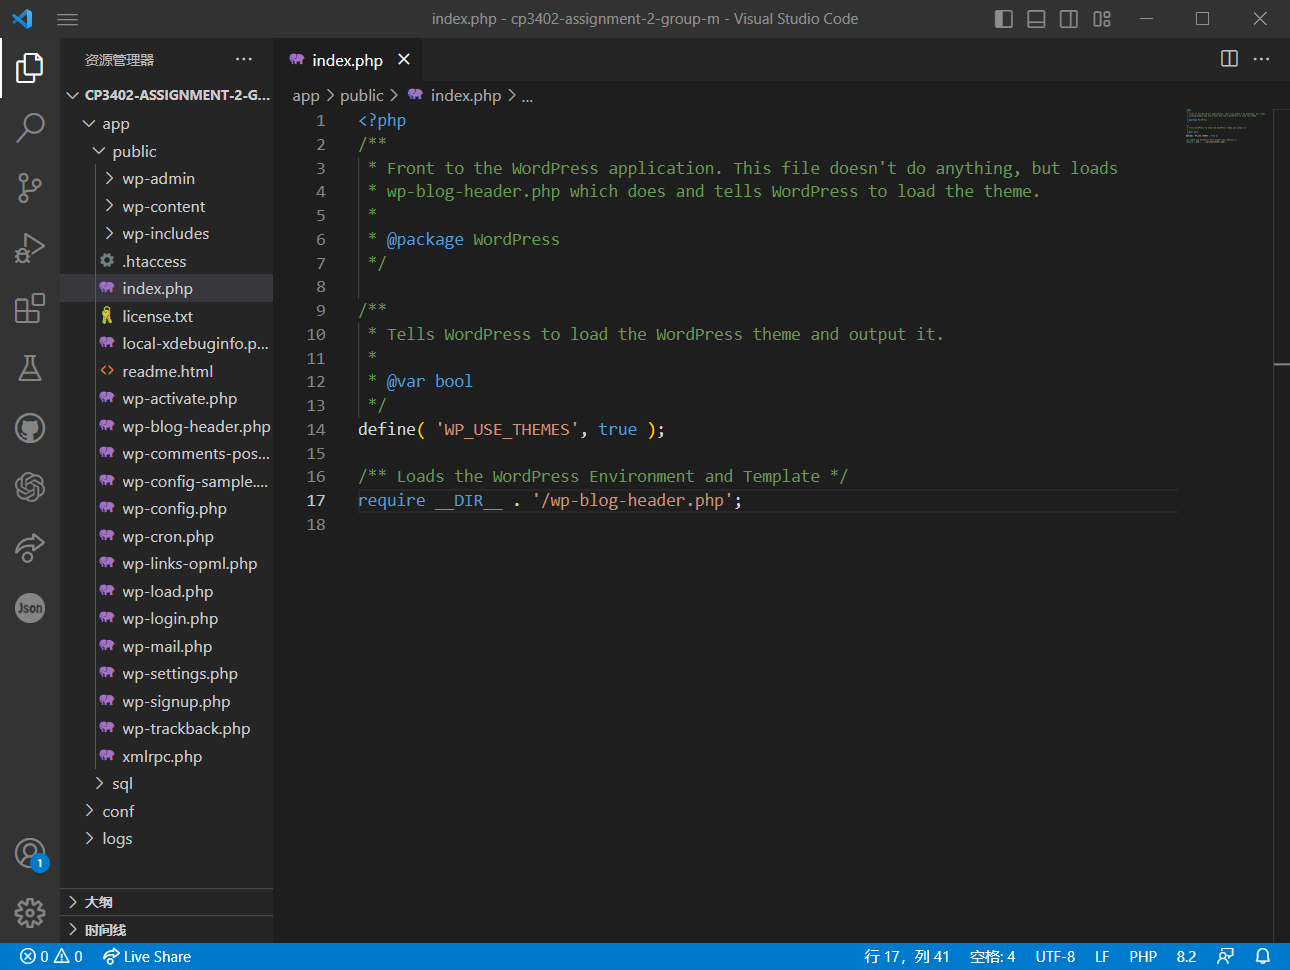 index.php - cp3402-assignment-2-group-m - Visual Studio Code
资源管理器
CP3402-ASSIGNMENT-2-G...
app
public
wp-admin
wp-content
wp-includes
.htaccess
index.php
license.txt
local-xdebuginfo.p...
readme.html
wp-activate.php
wp-blog-header.php
wp-comments-pos...
wp-config-sample....
wp-config.php
wp-cron.php
wp-links-opml.php
wp-load.php
wp-login.php
wp-mail.php
wp-settings.php
wp-signup.php
wp-trackback.php
xmlrpc.php
sql
conf
logs
大纲
时间线
Json
1
index.php
app > public > index.php > ...
1 <?php
2 /**
3  * Front to the WordPress application. This file doesn't do anything, but loads
4  * wp-blog-header.php which does and tells WordPress to load the theme.
5  *
6  * @package WordPress
7  */
8
9 /**
10  * Tells WordPress to load the WordPress theme and output it.
11  *
12  * @var bool
13  */
14 define( 'WP_USE_THEMES', true );
15
16 /** Loads the WordPress Environment and Template */
17 require __DIR__ . '/wp-blog-header.php';
18
0 0 Live Share 行 17，列 41 空格: 4 UTF-8 LF PHP 8.2